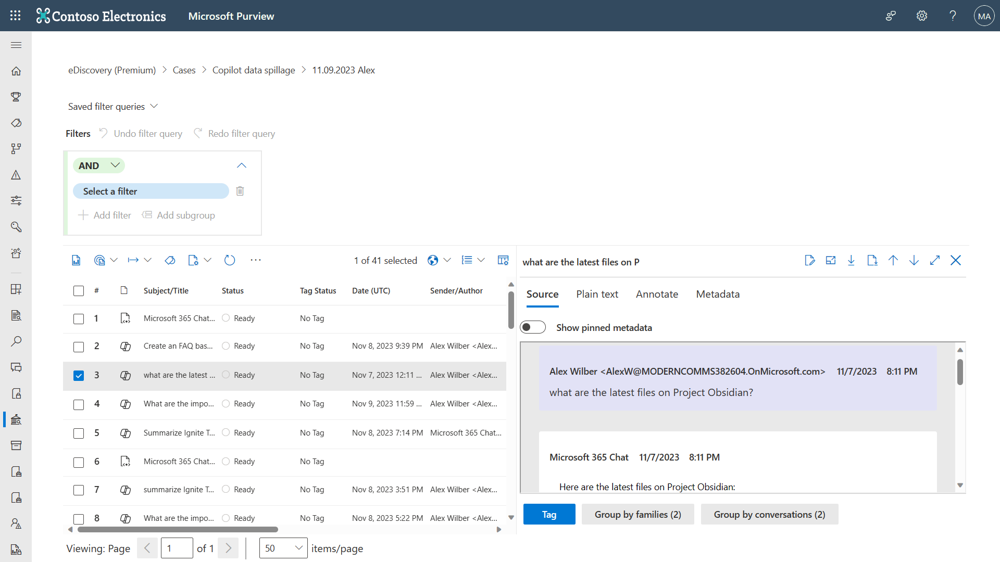 Contoso Electronics
Microsoft Purview
MA
eDiscovery (Premium) > Cases > Copilot data spillage > 11.09.2023 Alex
Saved filter queries
Filters Undo filter query Redo filter query
AND
Select a filter
Add filter Add subgroup
1 of 41 selected
# Subject/Title Status Tag Status Date (UTC) Sender/Author
1 Microsoft 365 Chat... Ready No Tag
2 Create an FAQ bas... Ready No Tag Nov 8, 2023 9:39 PM Alex Wilber <Alex...
3 what are the latest ... Ready No Tag Nov 7, 2023 12:11 ... Alex Wilber <Alex...
4 What are the impo... Ready No Tag Nov 9, 2023 11:59 ... Alex Wilber <Alex...
5 Summarize Ignite T... Ready No Tag Nov 8, 2023 7:14 PM Microsoft 365 Chat...
6 Microsoft 365 Chat... Ready No Tag
7 summarize Ignite T... Ready No Tag Nov 8, 2023 3:51 PM Alex Wilber <Alex...
8 What are the impo... Ready No Tag Nov 8, 2023 5:22 PM Alex Wilber <Alex...
Viewing: Page 1 of 1 50 items/page
what are the latest files on P
Source Plain text Annotate Metadata
Show pinned metadata
Alex Wilber <AlexW@MODERNCOMMS382604.OnMicrosoft.com> 11/7/2023 8:11 PM
what are the latest files on Project Obsidian?
Microsoft 365 Chat 11/7/2023 8:11 PM
Here are the latest files on Project Obsidian:
Tag Group by families (2) Group by conversations (2)